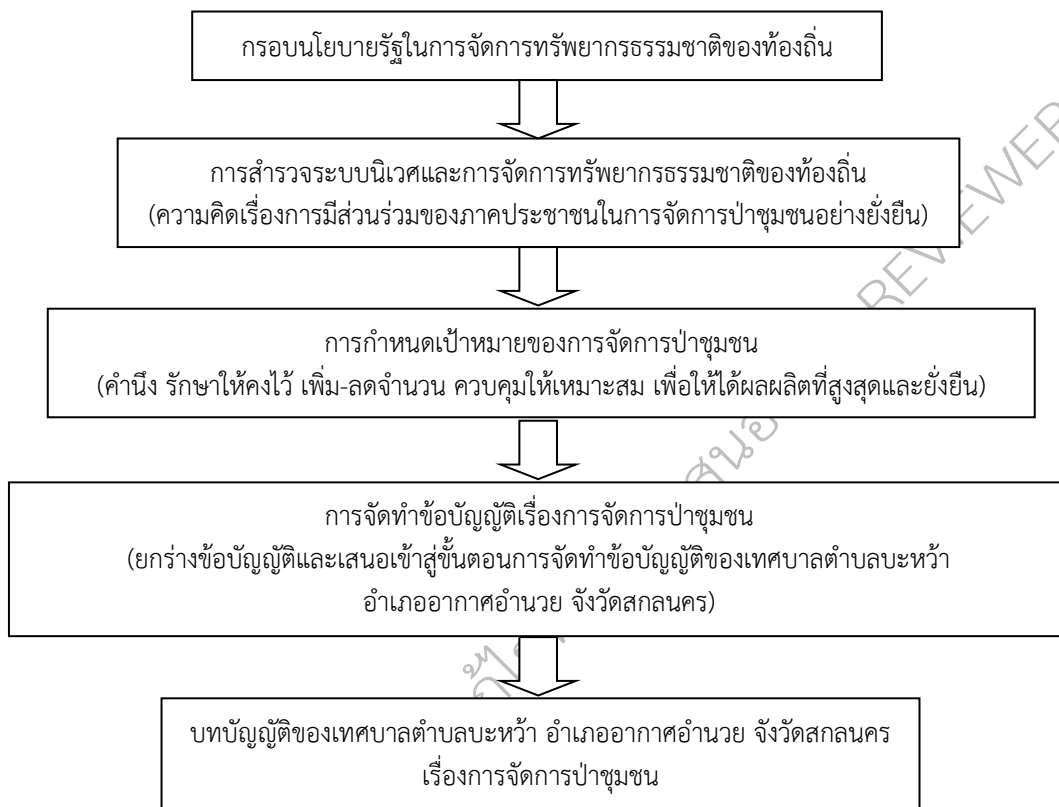 กรอบนโยบายรัฐในการจัดการทรัพยากรธรรมชาติของท้องถิ่น
การสำรวจระบบนิเวศและการจัดการทรัพยากรธรรมชาติของท้องถิ่น
(ความคิดเรื่องการมีส่วนร่วมของภาคประชาชนในการจัดการป่าชุมชนอย่างยั่งยืน)
การกำหนดเป้าหมายของการจัดการป่าชุมชน
(คำนึง รักษาให้คงไว้ เพิ่ม-ลดจำนวน ควบคุมให้เหมาะสม เพื่อให้ได้ผลผลิตที่สูงสุดและยั่งยืน)
การจัดทำข้อบัญญัติเรื่องการจัดการป่าชุมชน
(ยกร่างข้อบัญญัติและเสนอเข้าสู่ขั้นตอนการจัดทำข้อบัญญัติของเทศบาลตำบลบะหว้า
อำเภออากาศอำนวย จังวัดสกลนคร)
บทบัญญัติของเทศบาลตำบลบะหว้า อำเภออากาศอำนวย จังวัดสกลนคร
เรื่องการจัดการป่าชุมชน
REVIEWER